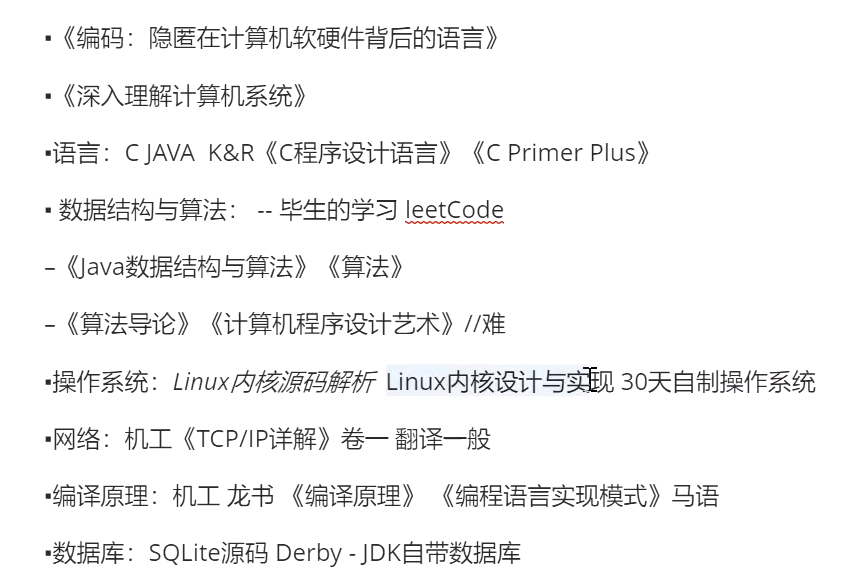 ▪《编码：隐匿在计算机软硬件背后的语言》
▪《深入理解计算机系统》
▪语言：C JAVA  K&R《C程序设计语言》《C Primer Plus》
▪ 数据结构与算法： -- 毕生的学习 leetCode
–《Java数据结构与算法》《算法》
–《算法导论》《计算机程序设计艺术》//难
▪操作系统：Linux内核源码解析 Linux内核设计与实现 30天自制操作系统
▪网络：机工《TCP/IP详解》卷一 翻译一般
▪编译原理：机工 龙书 《编译原理》 《编程语言实现模式》马语
▪数据库：SQLite源码 Derby - JDK自带数据库